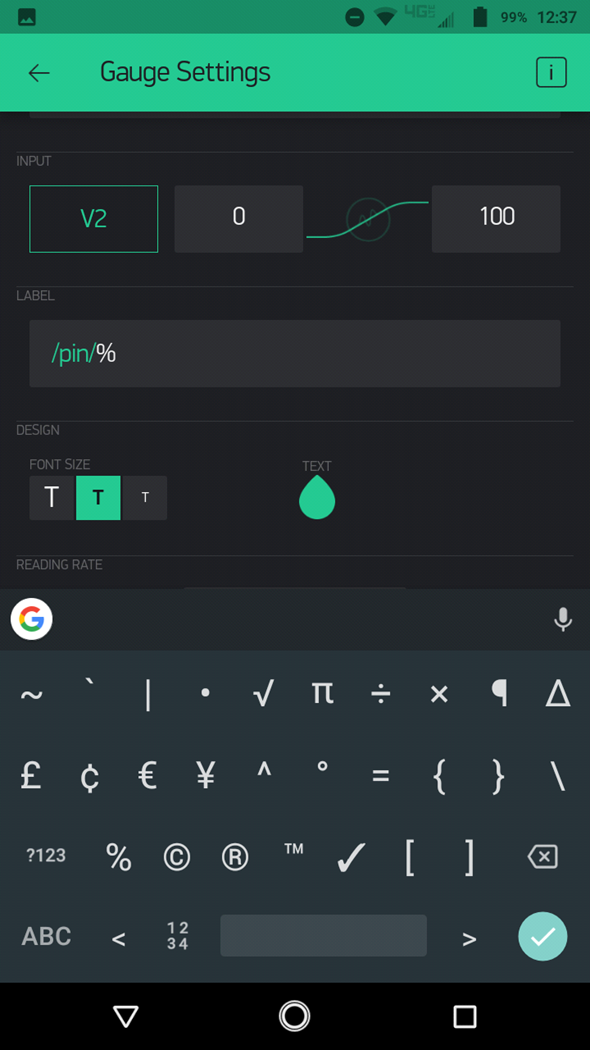 4G 99% 12:37
Gauge Settings i
INPUT
V2 0 100
LABEL
/pin/%
DESIGN
FONT SIZE TEXT
T T T
READING RATE
G
~ ` | • √ π ÷ × ¶ Δ
£ ¢ € ¥ ^ ° = { } \
?123 % © ® ™ ✓ [ ]
ABC < 12 >
34